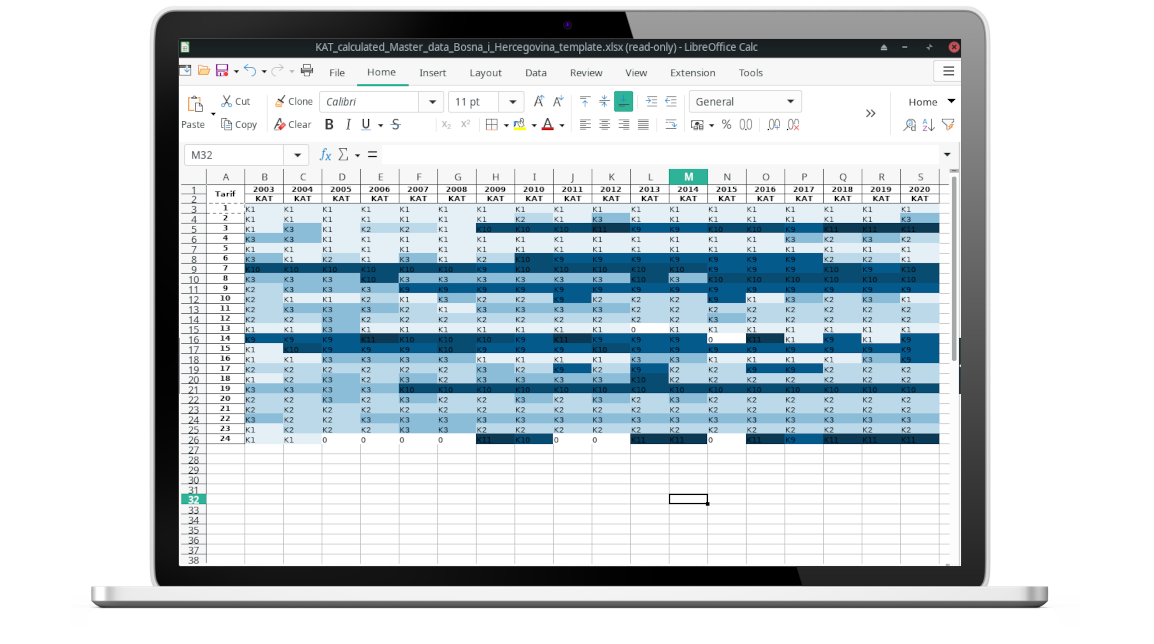 KAT_calculated_Master_data_Bosna_i_Hercegovina_template.xlsx (read-only) - LibreOffice Calc
File Home Insert Layout Data Review View Extension Tools
Cut Clone Calibri 11 pt General Home
Paste Copy Clear B I U S
M32
A B C D E F G H I J K L M N O P Q R S
1 Tarif 2003 2004 2005 2006 2007 2008 2009 2010 2011 2012 2013 2014 2015 2016 2017 2018 2019 2020
2 KAT KAT KAT KAT KAT KAT KAT KAT KAT KAT KAT KAT KAT KAT KAT KAT KAT KAT
3 1 K1 K1 K1 K1 K1 K1 K1 K1 K1 K1 K1 K1 K1 K1 K1 K1 K1 K1
4 2 K1 K1 K1 K1 K1 K1 K1 K2 K1 K3 K1 K1 K1 K1 K1 K1 K1 K3
5 3 K1 K3 K1 K2 K2 K1 K10 K10 K10 K11 K9 K9 K10 K10 K9 K11 K11 K11
6 4 K3 K3 K1 K1 K1 K1 K1 K1 K1 K1 K1 K1 K1 K1 K3 K2 K3 K2
7 5 K1 K1 K1 K1 K1 K1 K1 K1 K1 K1 K1 K1 K1 K1 K1 K1 K1 K1
8 6 K3 K1 K2 K1 K3 K1 K2 K10 K9 K9 K9 K9 K9 K9 K9 K2 K2 K1
9 7 K10 K10 K10 K10 K10 K10 K9 K10 K10 K10 K10 K10 K9 K9 K9 K10 K9 K10
10 8 K3 K3 K3 K10 K3 K3 K3 K3 K3 K3 K10 K3 K10 K10 K10 K10 K10 K10
11 9 K2 K3 K3 K3 K9 K9 K9 K9 K9 K9 K9 K9 K9 K9 K9 K9 K9 K9
12 10 K2 K1 K1 K2 K1 K3 K2 K2 K9 K2 K2 K2 K9 K1 K3 K2 K3 K1
13 11 K2 K3 K3 K3 K2 K1 K3 K3 K3 K2 K2 K2 K2 K2 K2 K2 K2 K2
14 12 K2 K2 K3 K2 K2 K2 K2 K2 K2 K2 K2 K2 K3 K2 K2 K2 K2 K2
15 13 K1 K1 K3 K1 K1 K1 K1 K1 K1 K1 0 K1 K1 K1 K1 K1 K1 K1
16 14 K9 K9 K9 K11 K10 K10 K10 K9 K11 K9 K9 K9 0 K11 K1 K9 K1 K9
17 15 K1 K10 K9 K9 K9 K10 K9 K9 K9 K10 K9 K9 K9 K9 K9 K9 K9 K9
18 16 K1 K1 K3 K3 K3 K3 K1 K1 K1 K1 K3 K3 K1 K1 K1 K1 K1 K9
19 17 K2 K2 K2 K2 K2 K2 K3 K2 K9 K2 K9 K2 K2 K9 K9 K2 K2 K9
20 18 K1 K2 K3 K2 K3 K2 K2 K2 K3 K3 K10 K2 K2 K2 K2 K2 K2 K2
21 19 K3 K3 K3 K3 K10 K10 K10 K10 K10 K10 K10 K10 K10 K10 K10 K10 K10 K10
22 20 K2 K2 K3 K2 K3 K2 K2 K3 K2 K3 K2 K3 K2 K2 K2 K2 K2 K2
23 21 K2 K2 K2 K2 K2 K2 K2 K2 K2 K2 K2 K2 K2 K2 K2 K2 K2 K2
24 22 K3 K2 K3 K3 K3 K3 K3 K3 K3 K3 K3 K3 K3 K3 K3 K3 K3 K3
25 23 K1 K2 K2 K2 K3 K3 K2 K2 K2 K2 K2 K2 K2 K2 K2 K2 K2 K2
26 24 K1 K1 0 0 0 0 K11 K10 0 0 K11 K11 0 K11 K9 K11 K11 K11
27
28
29
30
31
32
33
34
35
36
37
38